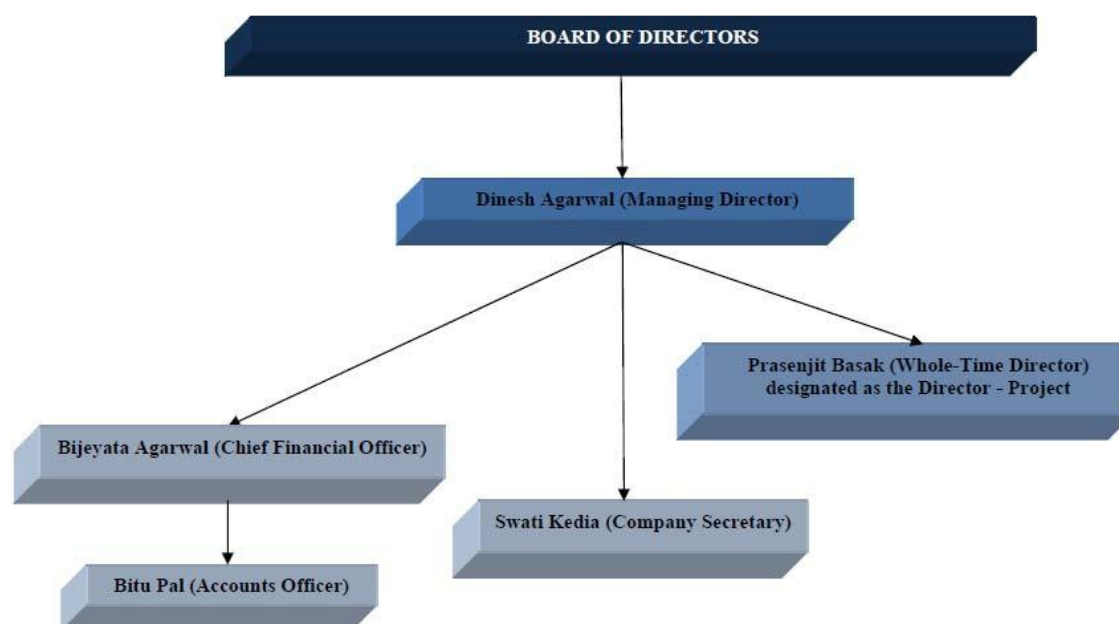 BOARD OF DIRECTORS
Dinesh Agarwal (Managing Director)
Prasenjit Basak (Whole-Time Director)
designated as the Director - Project
Bijeyata Agarwal (Chief Financial Officer)
Swati Kedia (Company Secretary)
Bitu Pal (Accounts Officer)